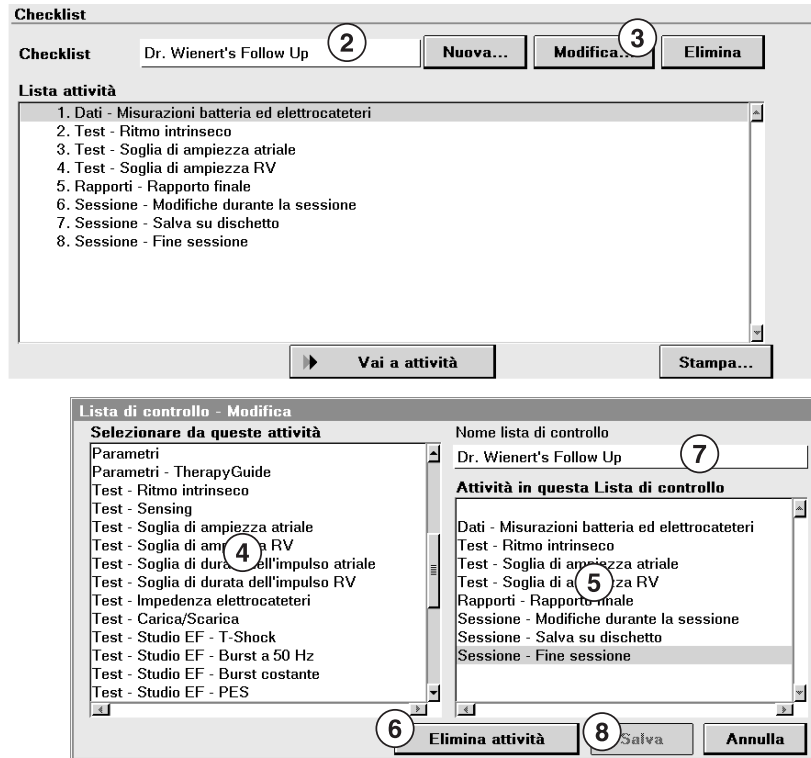 Checklist
Checklist Dr. Wienert's Follow Up 2 Nuova... Modifica... 3 Elimina
Lista attività
1. Dati - Misurazioni batteria ed elettrocateteri
2. Test - Ritmo intrinseco
3. Test - Soglia di ampiezza atriale
4. Test - Soglia di ampiezza RV
5. Rapporti - Rapporto finale
6. Sessione - Modifiche durante la sessione
7. Sessione - Salva su dischetto
8. Sessione - Fine sessione
Vai a attività Stampa...
Lista di controllo - Modifica
Selezionare da queste attività
Parametri
Parametri - TherapyGuide
Test - Ritmo intrinseco
Test - Sensing
Test - Soglia di ampiezza atriale
Test - Soglia di ampiezza RV
Test - Soglia di durata dell'impulso atriale
Test - Soglia di durata dell'impulso RV
Test - Impedenza elettrocateteri
Test - Carica/Scarica
Test - Studio EF - T-Shock
Test - Studio EF - Burst a 50 Hz
Test - Studio EF - Burst costante
Test - Studio EF - PES
4
Nome lista di controllo
Dr. Wienert's Follow Up 7
Attività in questa Lista di controllo
Dati - Misurazioni batteria ed elettrocateteri
Test - Ritmo intrinseco
Test - Soglia di ampiezza atriale
Test - Soglia di ampiezza RV
Rapporti - Rapporto finale
Sessione - Modifiche durante la sessione
Sessione - Salva su dischetto
Sessione - Fine sessione
5
6 Elimina attività 8 Salva Annulla